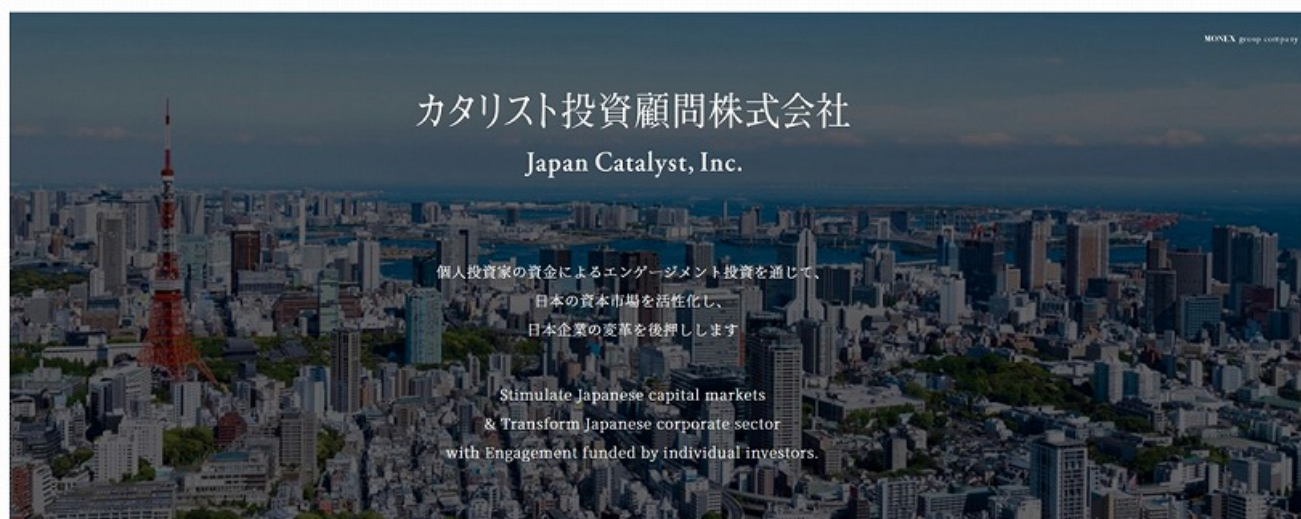 MONEX group company
カタリスト投資顧問株式会社
Japan Catalyst, Inc.
個人投資家の資金によるエンゲージメント投資を通じて、
日本の資本市場を活性化し、
日本企業の変革を後押しします
Stimulate Japanese capital markets
& Transform Japanese corporate sector
with Engagement funded by individual investors.